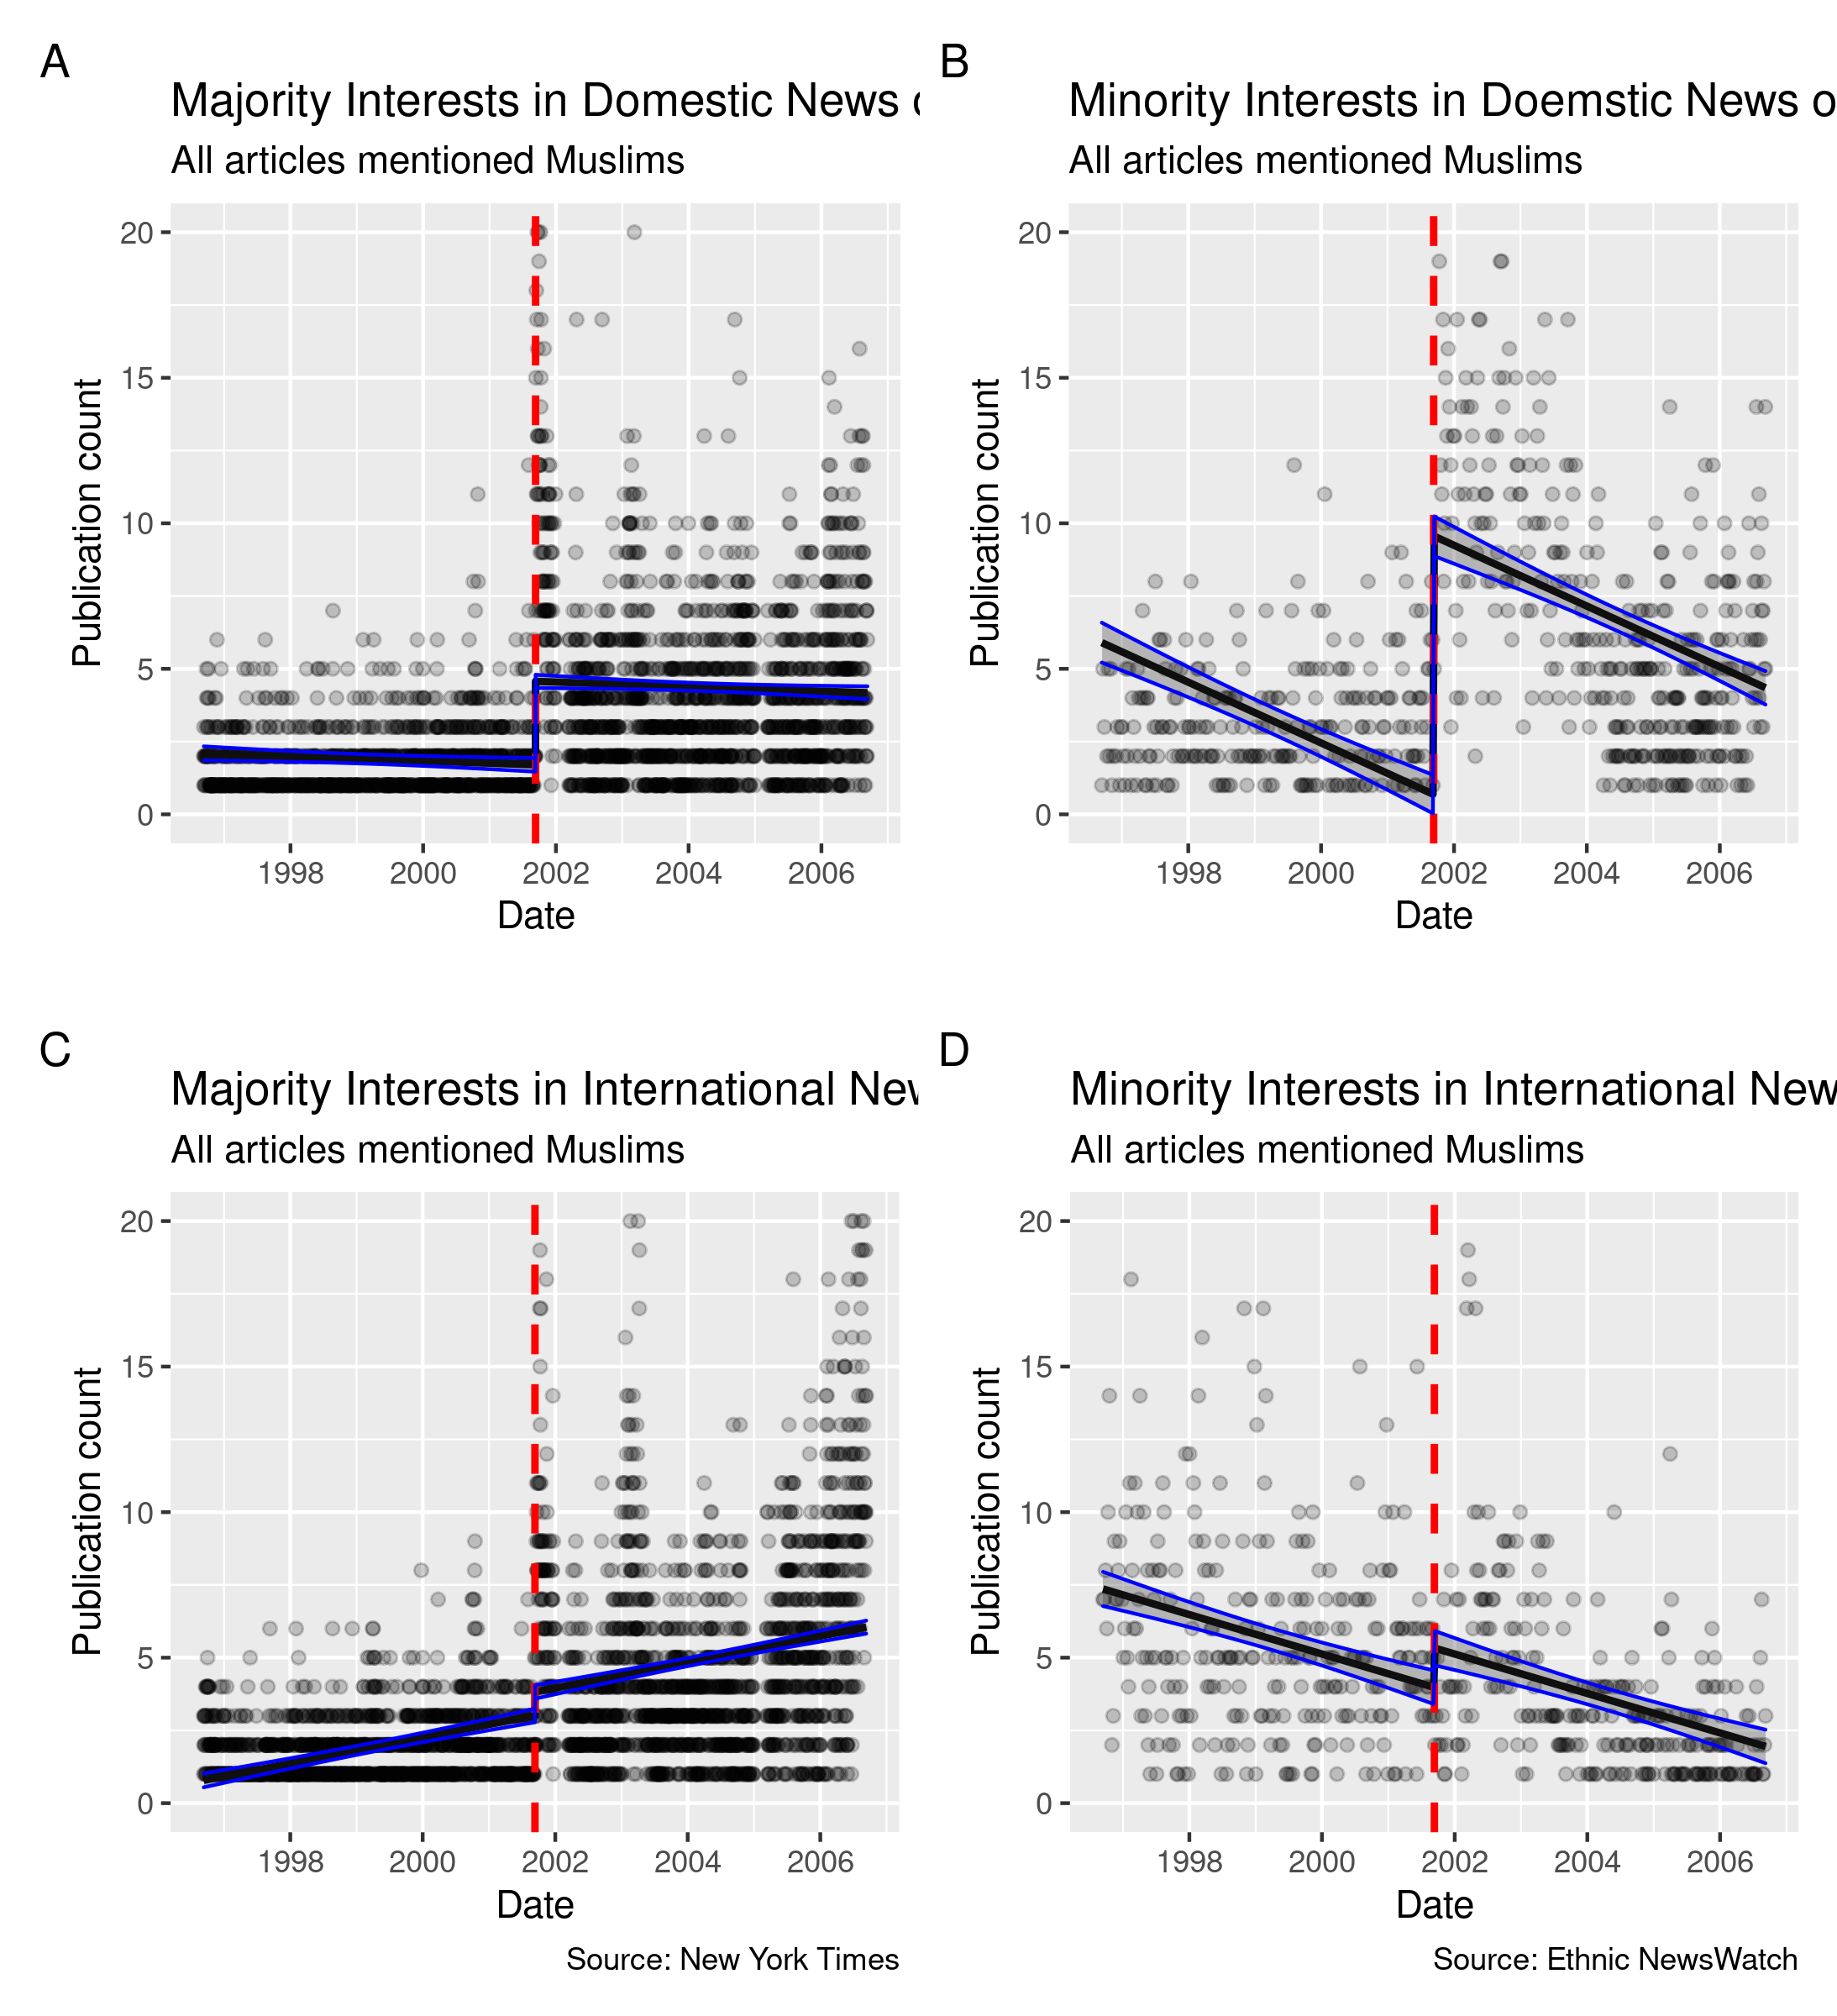 A
Majority Interests in Domestic News
All articles mentioned Muslims
Publication count
20
15
10
5
0
1998 2000 2002 2004 2006
Date
B
Minority Interests in Doemstic News o
All articles mentioned Muslims
Publication count
20
15
10
5
0
1998 2000 2002 2004 2006
Date
C
Majority Interests in International Nev
All articles mentioned Muslims
Publication count
20
15
10
5
0
1998 2000 2002 2004 2006
Date
Source: New York Times
D
Minority Interests in International New
All articles mentioned Muslims
Publication count
20
15
10
5
0
1998 2000 2002 2004 2006
Date
Source: Ethnic NewsWatch